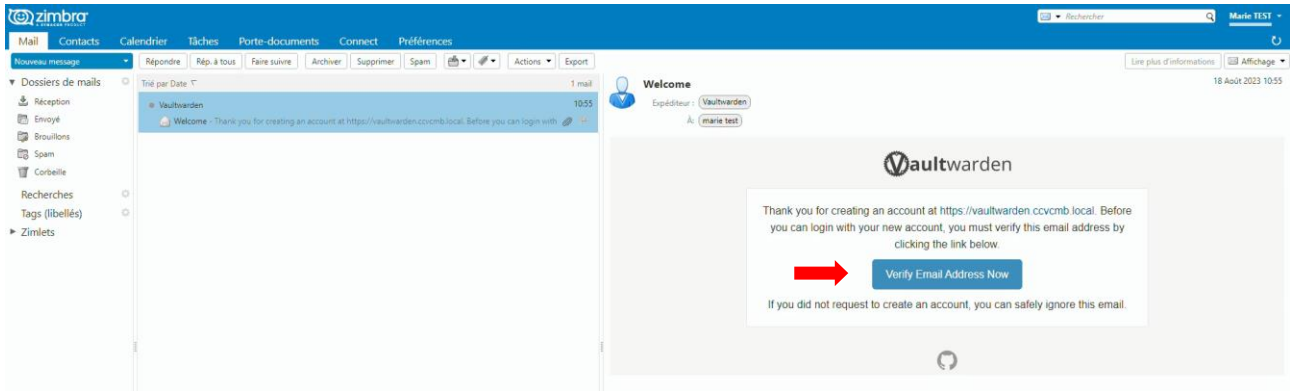 zimbra
A SYNACOR PRODUCT
Rechercher
Marie TEST
Mail Contacts Calendrier Tâches Porte-documents Connect Préférences
Nouveau message
Répondre Rép. à tous Faire suivre Archiver Supprimer Spam Actions Export
Lire plus d'informations Affichage
Dossiers de mails
Réception
Envoyé
Brouillons
Spam
Corbeille
Recherches
Tags (libellés)
Zimlets
Trié par Date 1 mail
Vaultwarden 10:55
Welcome - Thank you for creating an account at https://vaultwarden.ccvcmb.local. Before you can login with
Welcome 18 Août 2023 10:55
Expéditeur : Vaultwarden
À: marie test
Vaultwarden
Thank you for creating an account at https://vaultwarden.ccvcmb.local. Before
you can login with your new account, you must verify this email address by
clicking the link below.
Verify Email Address Now
If you did not request to create an account, you can safely ignore this email.